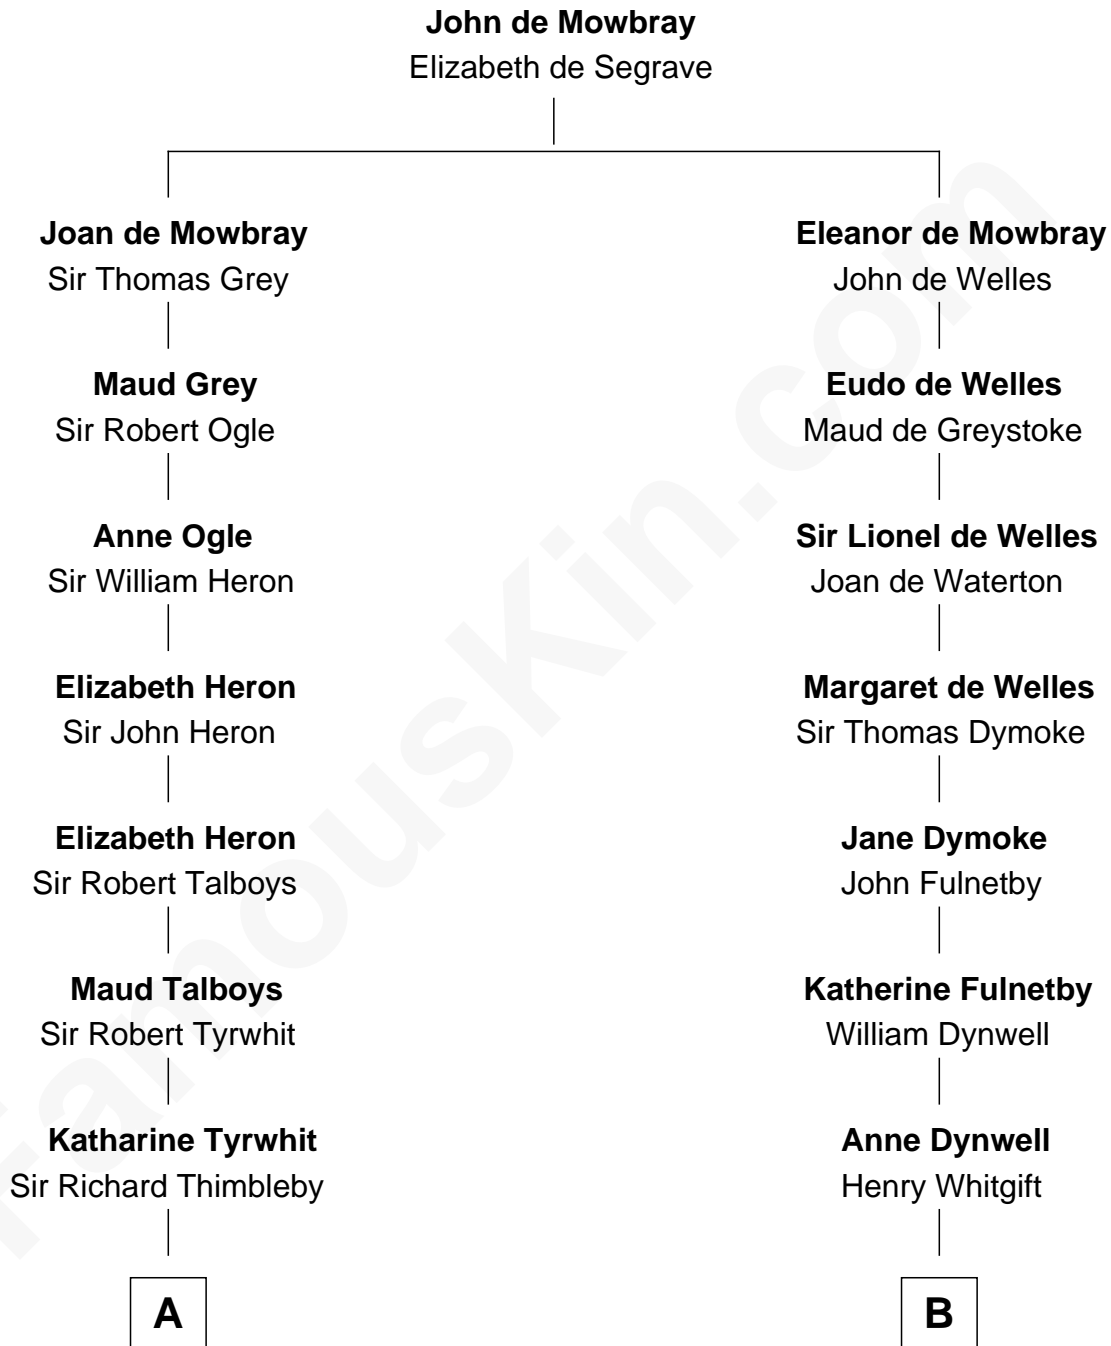 John de Mowbray
Elizabeth de Segrave
Joan de Mowbray
Sir Thomas Grey
Eleanor de Mowbray
John de Welles
Maud Grey
Sir Robert Ogle
Eudo de Welles
Maud de Greystoke
Anne Ogle
Sir William Heron
Sir Lionel de Welles
Joan de Waterton
Elizabeth Heron
Sir John Heron
Margaret de Welles
Sir Thomas Dymoke
Elizabeth Heron
Sir Robert Talboys
Jane Dymoke
John Fulnetby
Maud Talboys
Sir Robert Tyrwhit
Katherine Fulnetby
William Dynwell
Katharine Tyrwhit
Sir Richard Thimbleby
Anne Dynwell
Henry Whitgift
A
B
FamousKin.com